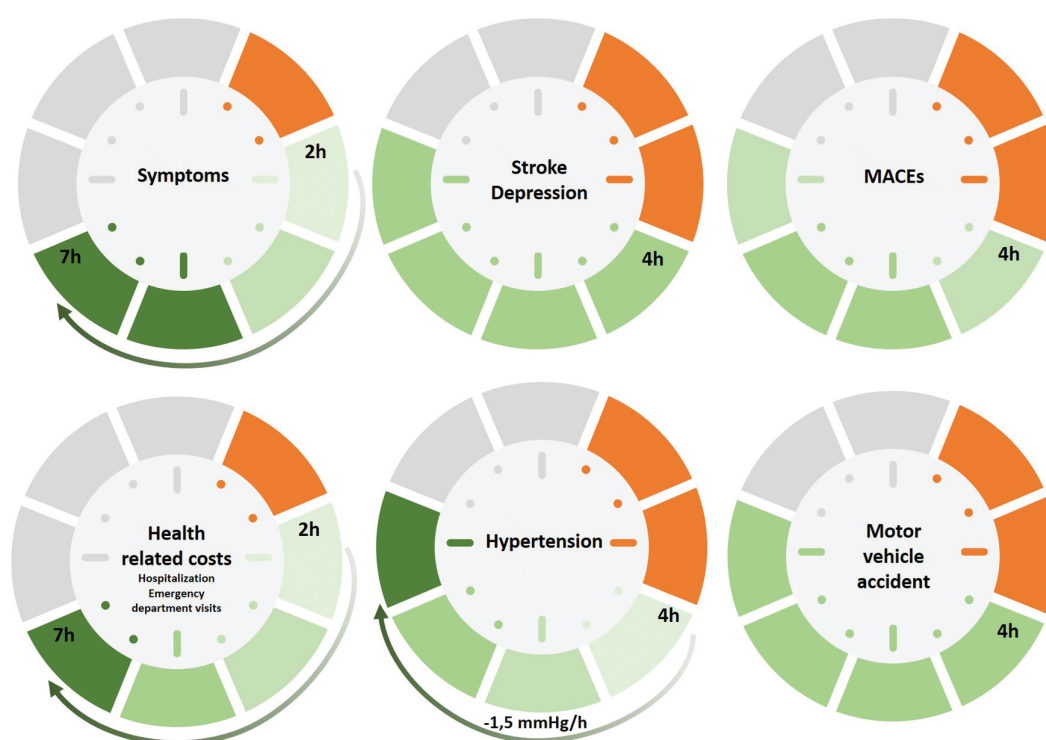 2h
Symptoms
7h
Stroke
Depression
4h
MACEs
4h
2h
Health
related costs
Hospitalization
Emergency
department visits
7h
Hypertension
4h
-1,5 mmHg/h
Motor
vehicle
accident
4h